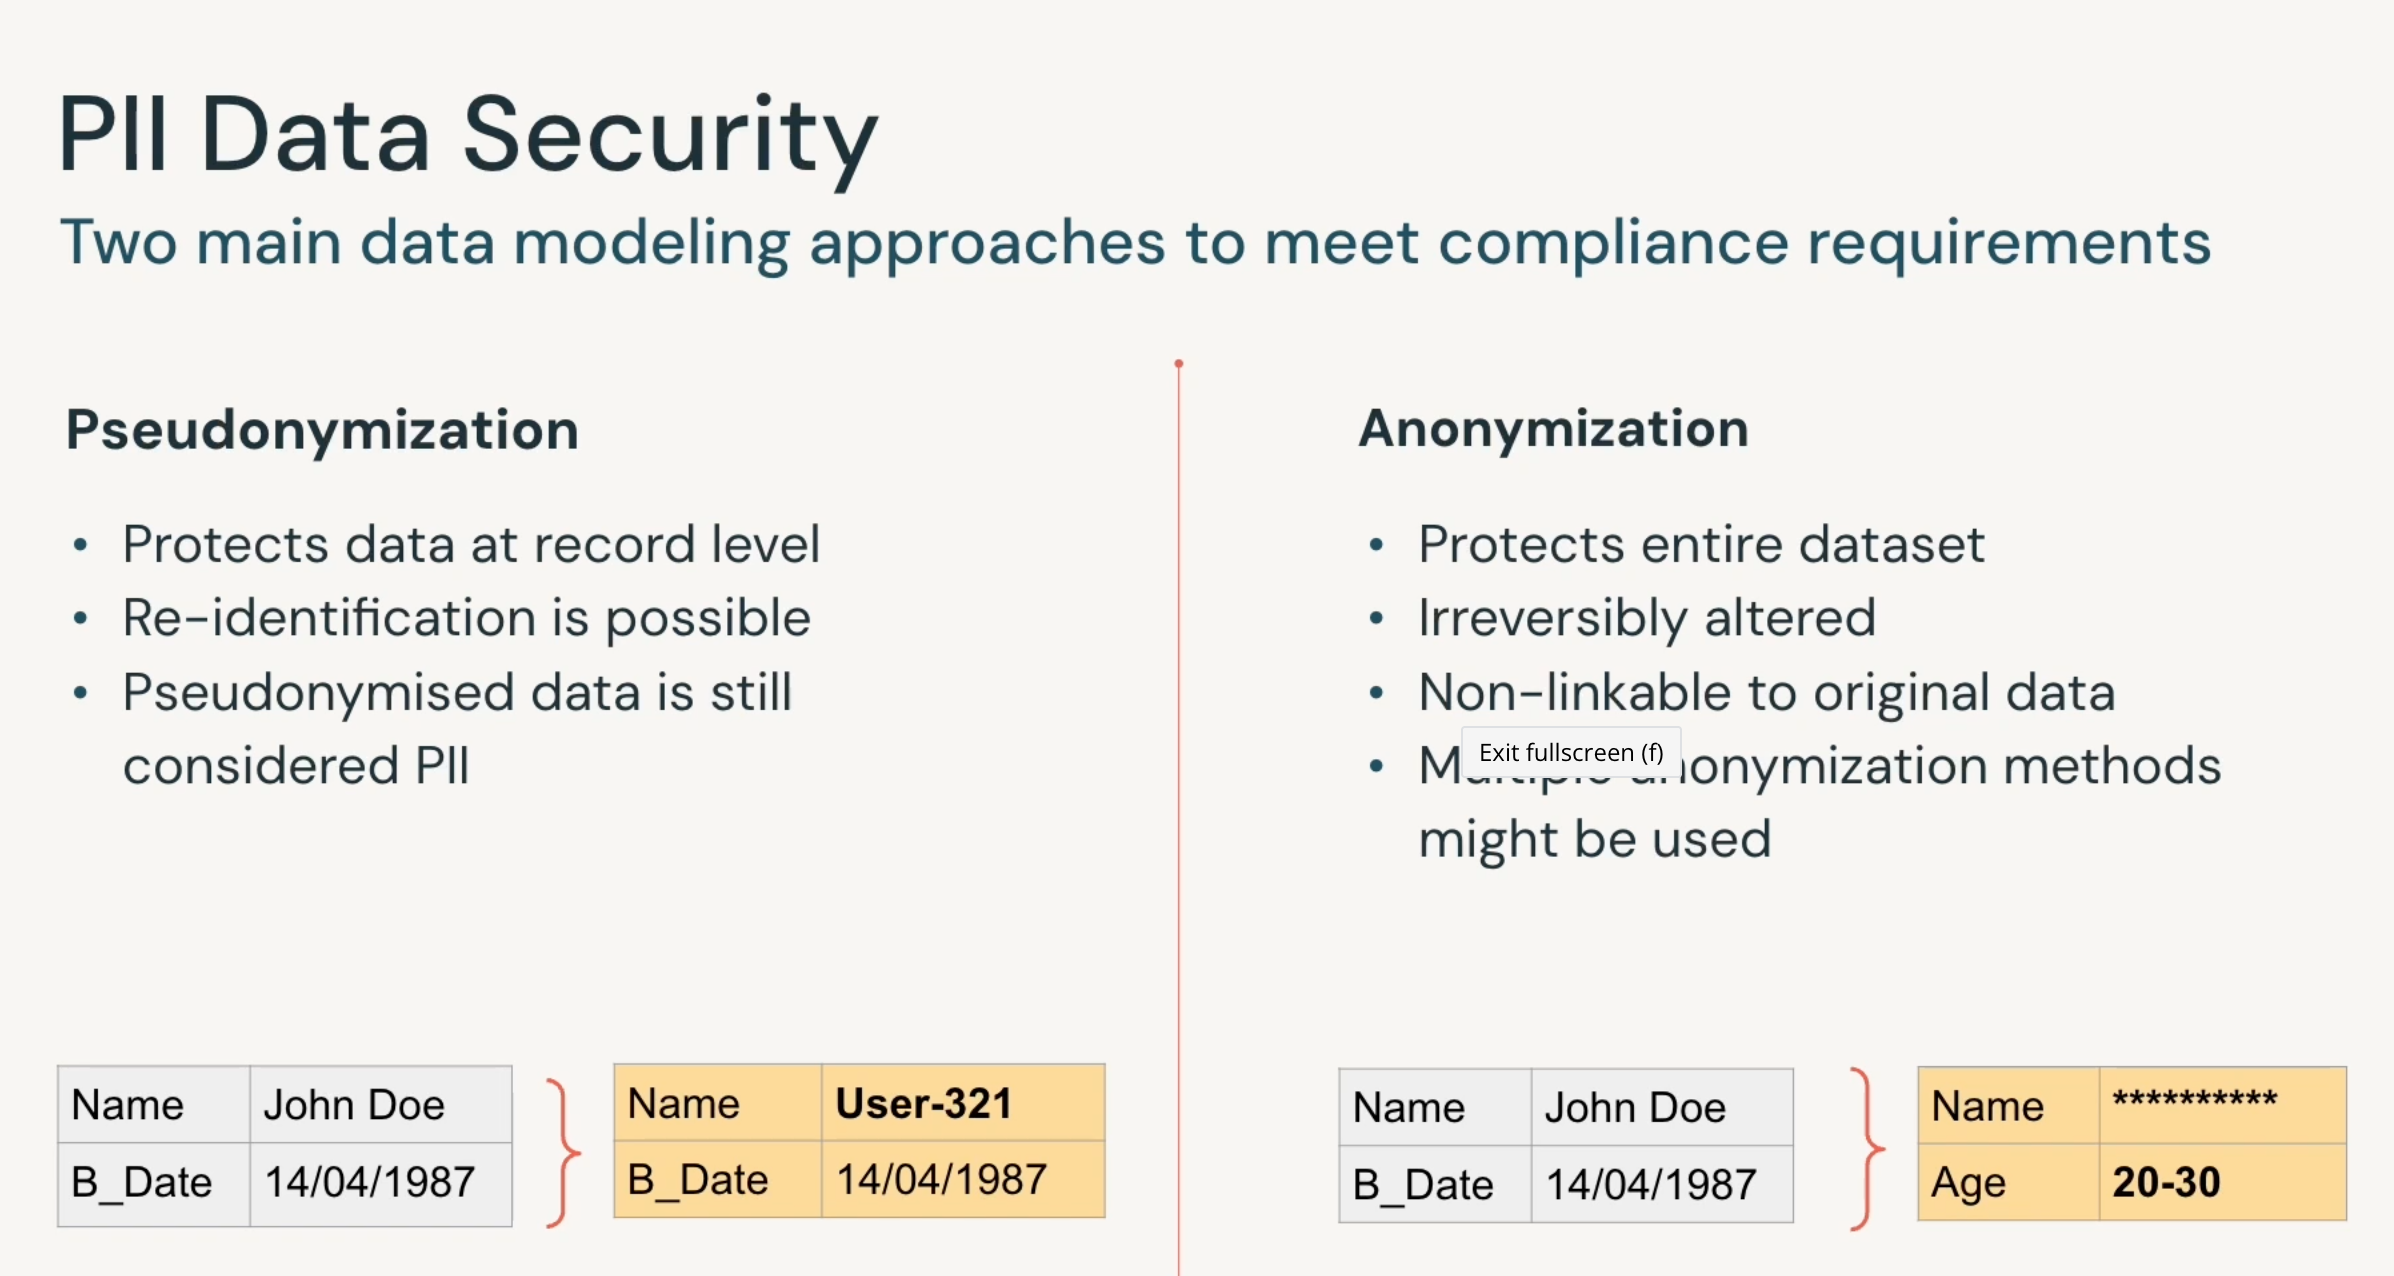 PII Data Security
Two main data modeling approaches to meet compliance requirements
Pseudonymization
• Protects data at record level
• Re-identification is possible
• Pseudonymised data is still
considered PII
Name John Doe
B_Date 14/04/1987
Name User-321
B_Date 14/04/1987
Anonymization
• Protects entire dataset
• Irreversibly altered
• Non-linkable to original data
Exit fullscreen (f)
• Multiple anonymization methods
might be used
Name John Doe
B_Date 14/04/1987
Name **********
Age 20-30